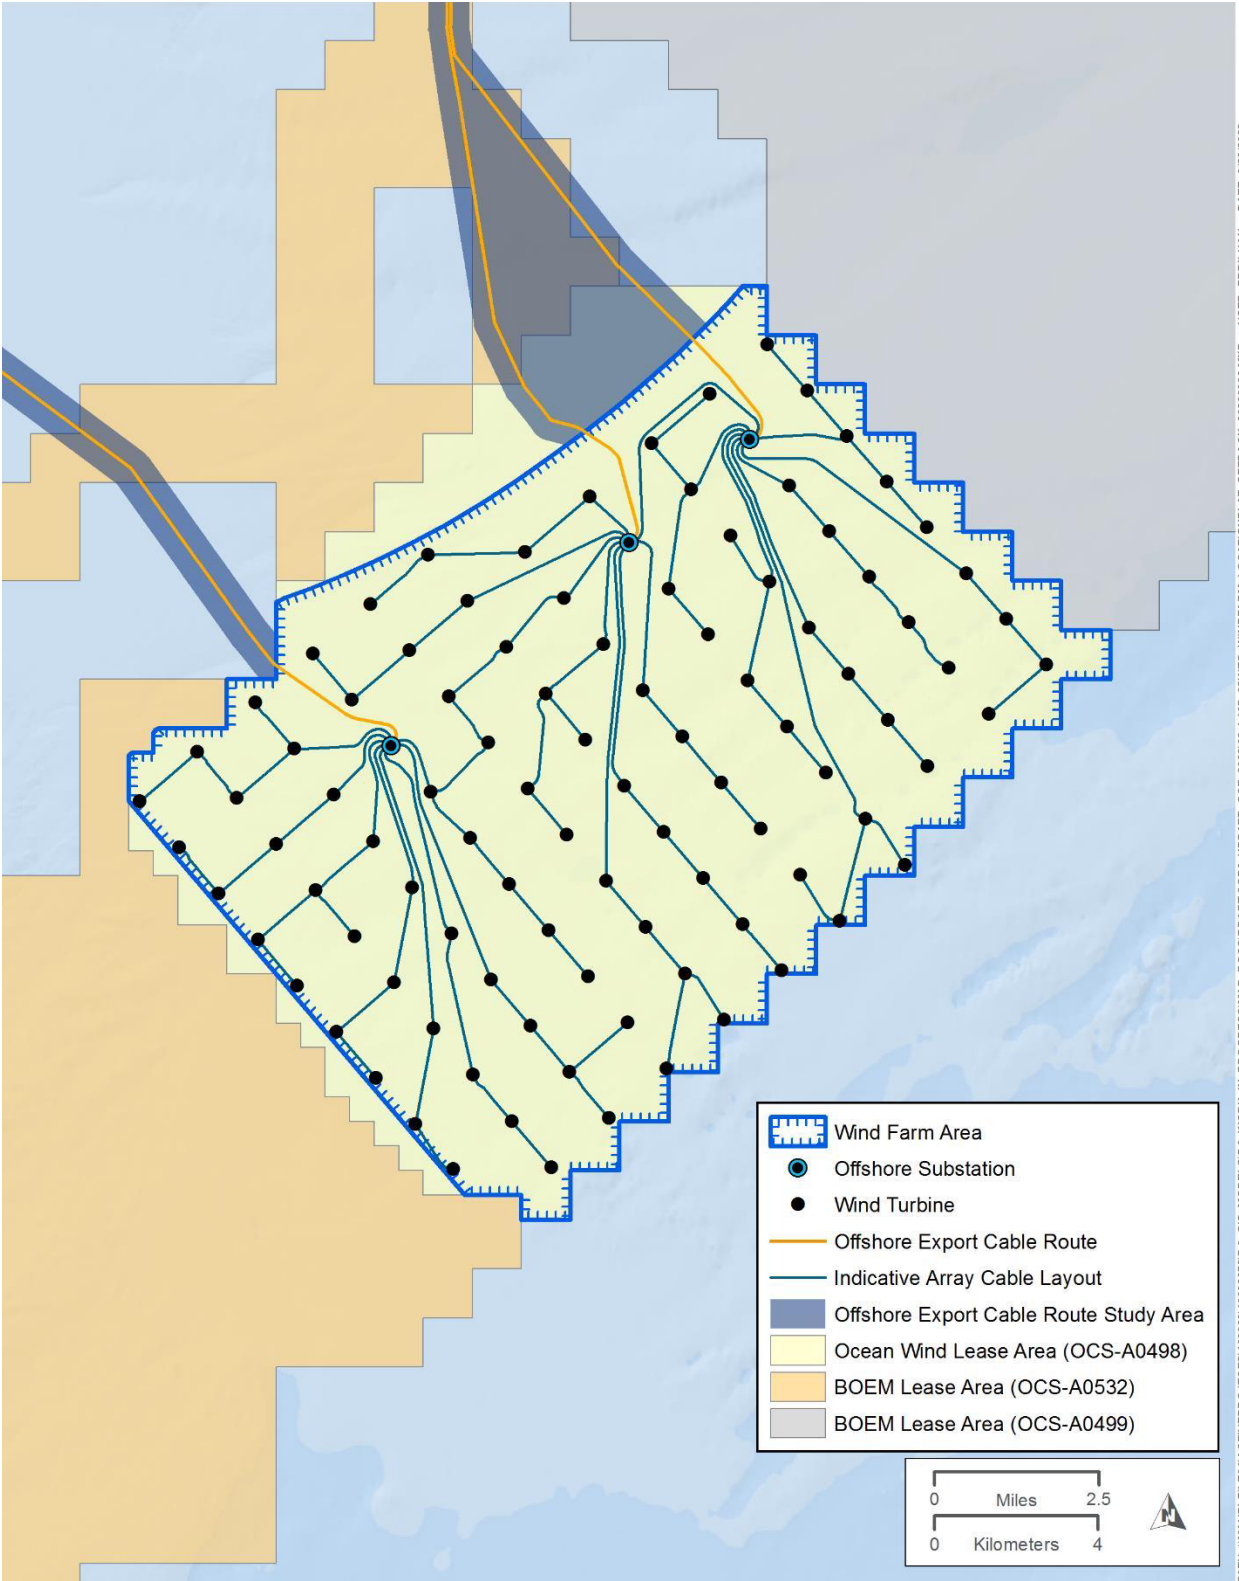 Wind Farm Area
Offshore Substation
Wind Turbine
Offshore Export Cable Route
Indicative Array Cable Layout
Offshore Export Cable Route Study Area
Ocean Wind Lease Area (OCS-A0498)
BOEM Lease Area (OCS-A0532)
BOEM Lease Area (OCS-A0499)
0 Miles 2.5
0 Kilometers 4
N